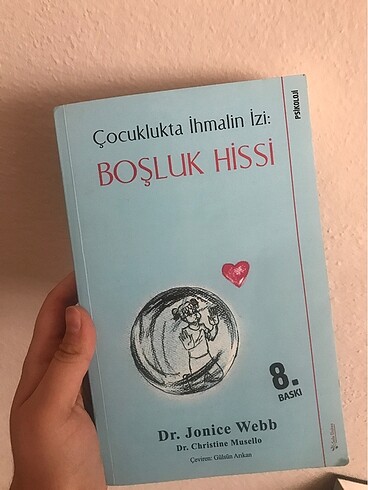 PSİKOLOJİ
Çocuklukta İhmalin İzi:
BOŞLUK HİSSİ
8.
BASKI
Dr. Jonice Webb
Dr. Christine Musello
Çeviren: Gülsün Arıkan